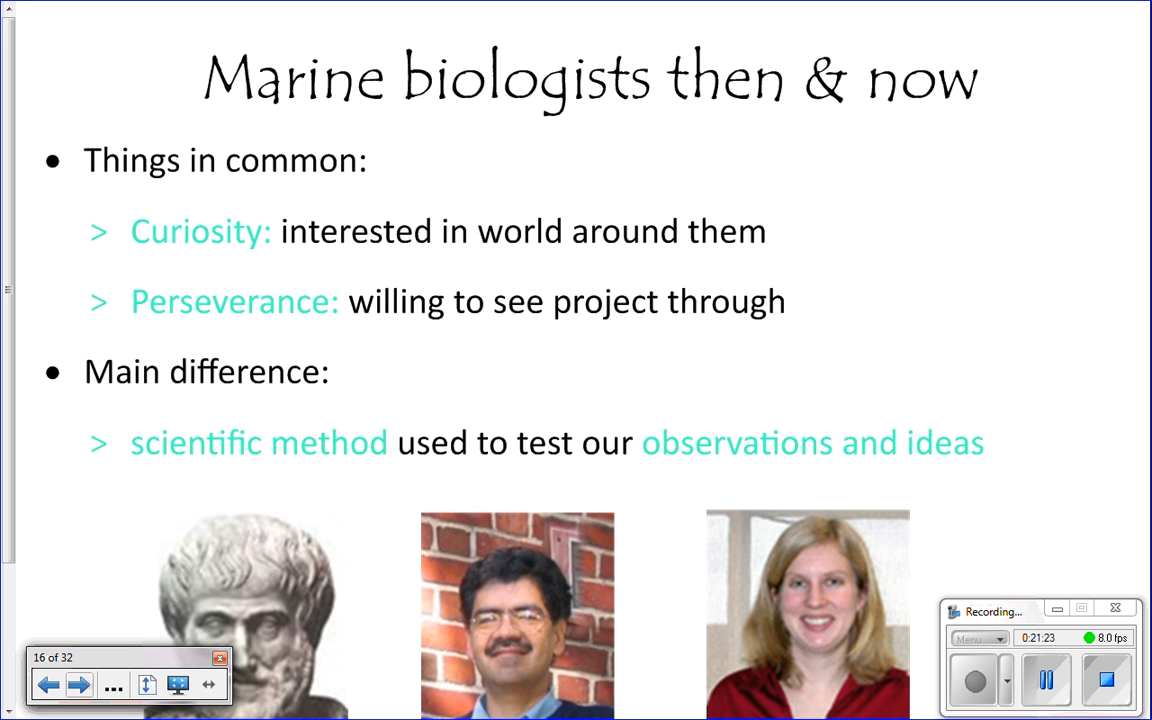 Marine biologists then & now
• Things in common:
> Curiosity: interested in world around them
> Perseverance: willing to see project through
• Main difference:
> scientific method used to test our observations and ideas
16 of 32
Recording...
Menu
0:21:23
8.0 fps